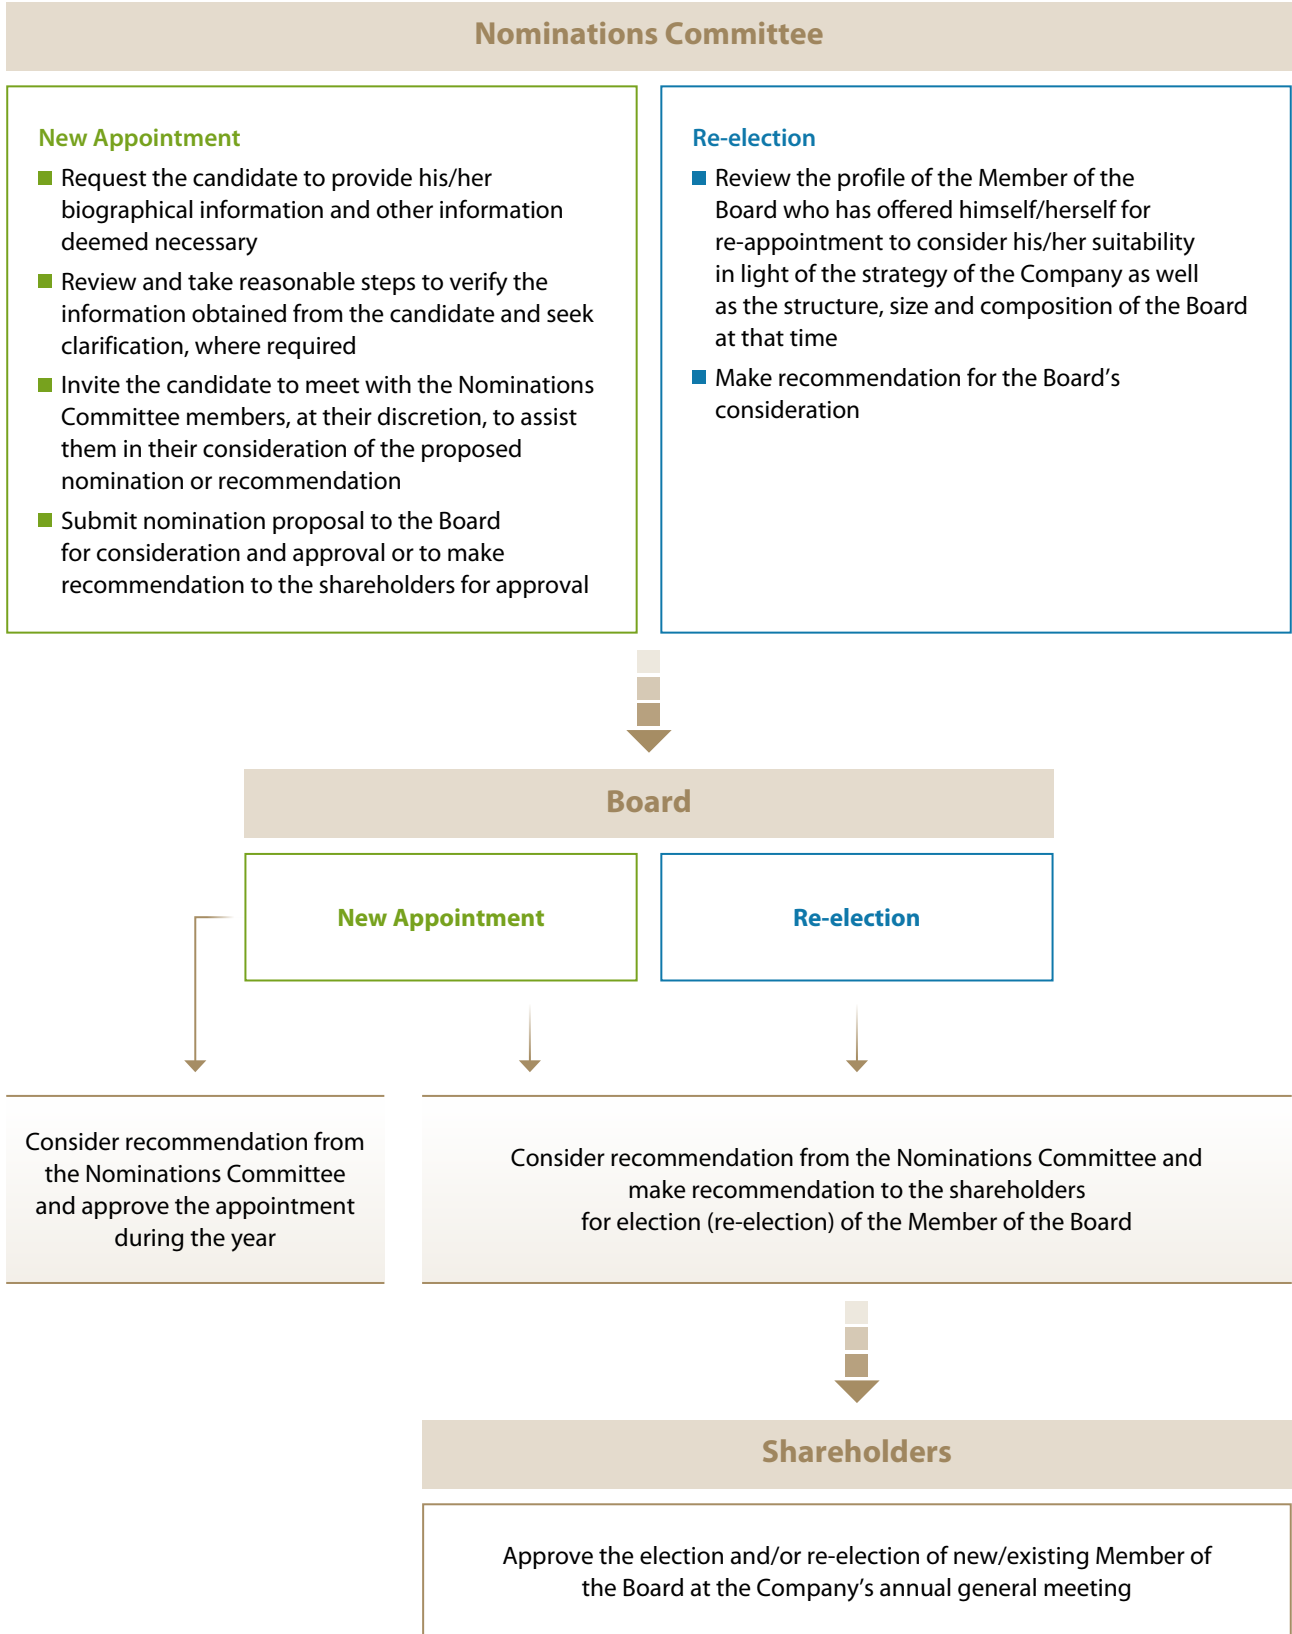 Nominations Committee
New Appointment
Request the candidate to provide his/her
biographical information and other information
deemed necessary
Review and take reasonable steps to verify the
information obtained from the candidate and seek
clarification, where required
Invite the candidate to meet with the Nominations
Committee members, at their discretion, to assist
them in their consideration of the proposed
nomination or recommendation
Submit nomination proposal to the Board
for consideration and approval or to make
recommendation to the shareholders for approval
Re-election
Review the profile of the Member of the
Board who has offered himself/herself for
re-appointment to consider his/her suitability
in light of the strategy of the Company as well
as the structure, size and composition of the Board
at that time
Make recommendation for the Board’s
consideration
Board
New Appointment
Re-election
Consider recommendation from
the Nominations Committee
and approve the appointment
during the year
Consider recommendation from the Nominations Committee and
make recommendation to the shareholders
for election (re-election) of the Member of the Board
Shareholders
Approve the election and/or re-election of new/existing Member of
the Board at the Company’s annual general meeting